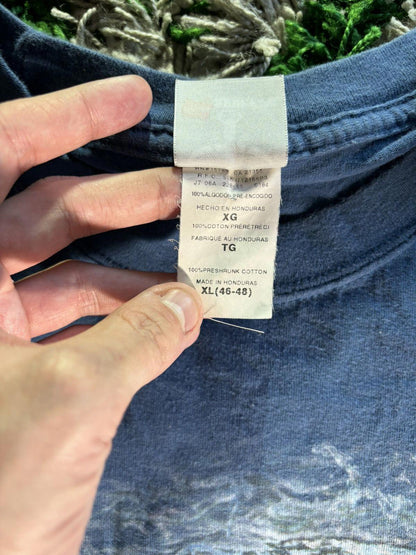 100%ALGODON PRE-ENCOGIDO
HECHO EN HONDURAS
XG
100%COTON PRERETRECI
FABRIQUÉ AU HONDURAS
TG
100%PRESHRUNK COTTON
MADE IN HONDURAS
XL(46-48)